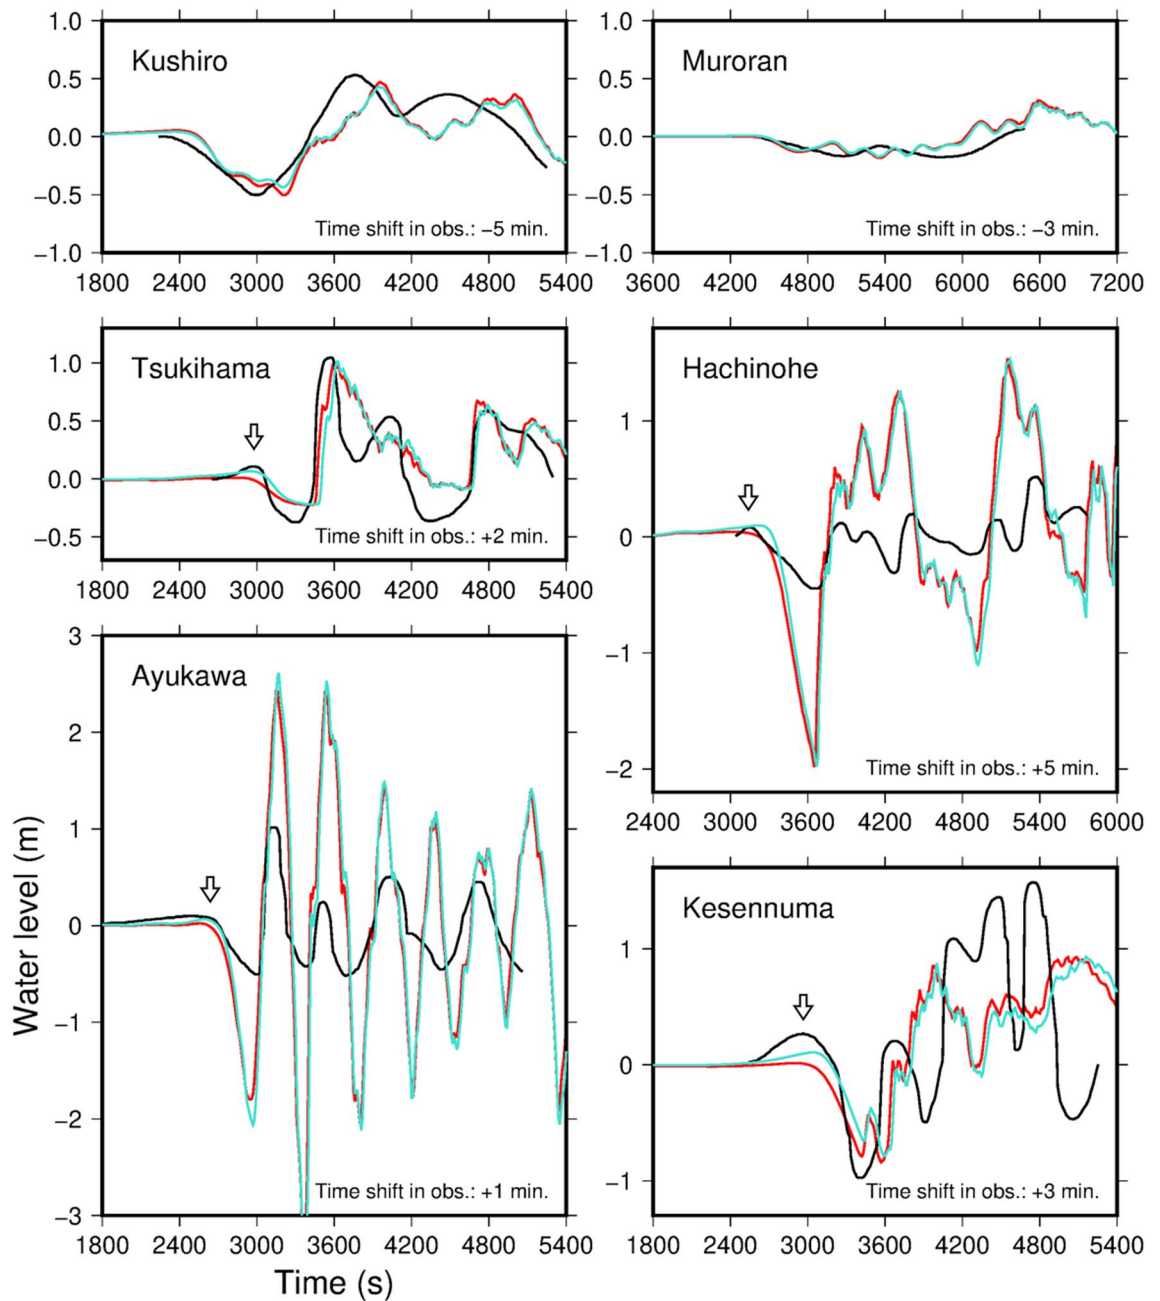 1.0
0.5
0.0
−0.5
−1.0
Kushiro
Time shift in obs.: −5 min.
1800 2400 3000 3600 4200 4800 5400
1.0
0.5
0.0
−0.5
−1.0
Muroran
Time shift in obs.: −3 min.
3600 4200 4800 5400 6000 6600 7200
1.0
0.5
0.0
−0.5
Tsukihama
Time shift in obs.: +2 min.
1800 2400 3000 3600 4200 4800 5400
1
0
−1
−2
Hachinohe
Time shift in obs.: +5 min.
2400 3000 3600 4200 4800 5400 6000
3
2
1
0
−1
−2
−3
Ayukawa
Time shift in obs.: +1 min.
1800 2400 3000 3600 4200 4800 5400
1
0
−1
Kesennuma
Time shift in obs.: +3 min.
1800 2400 3000 3600 4200 4800 5400
Water level (m)
Time (s)